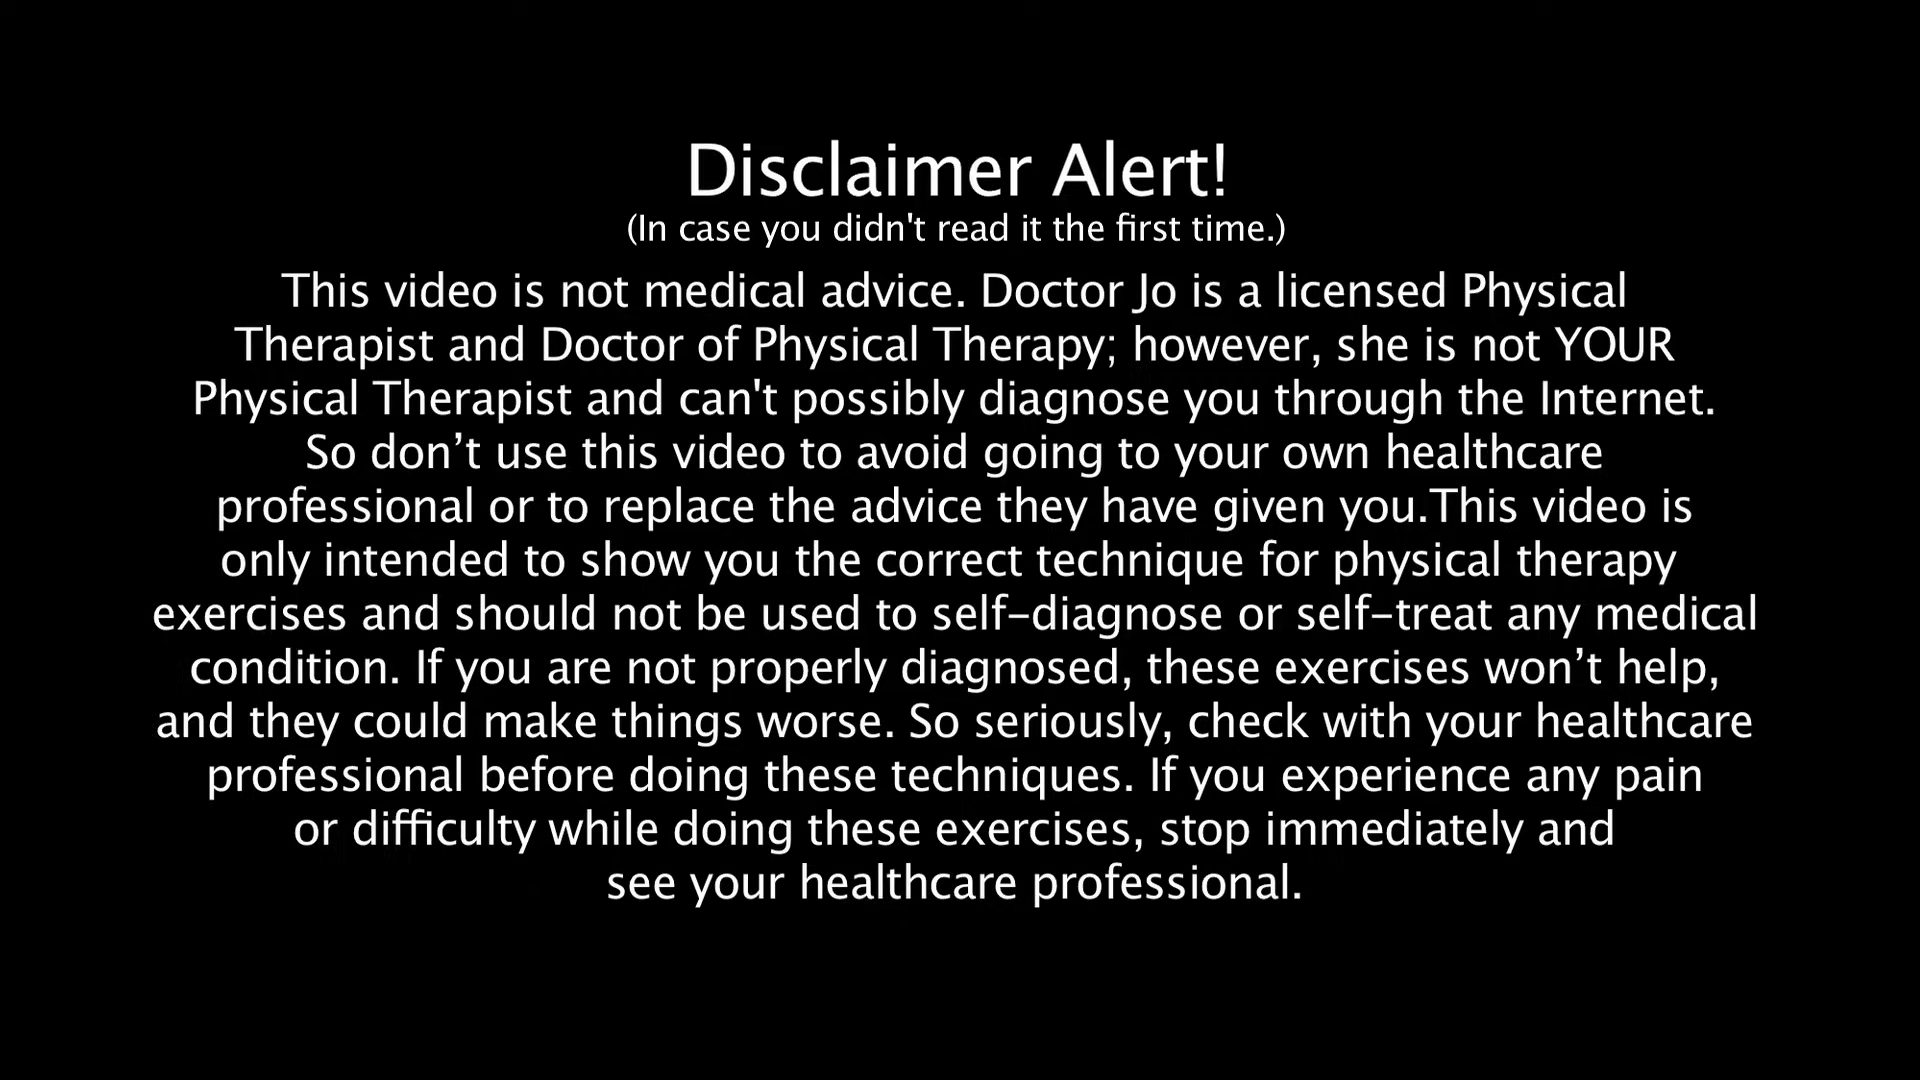 Disclaimer Alert!
(In case you didn't read it the first time.)
This video is not medical advice. Doctor Jo is a licensed Physical
Therapist and Doctor of Physical Therapy; however, she is not YOUR
Physical Therapist and can't possibly diagnose you through the Internet.
So don’t use this video to avoid going to your own healthcare
professional or to replace the advice they have given you.This video is
only intended to show you the correct technique for physical therapy
exercises and should not be used to self–diagnose or self–treat any medical
condition. If you are not properly diagnosed, these exercises won’t help,
and they could make things worse. So seriously, check with your healthcare
professional before doing these techniques. If you experience any pain
or difficulty while doing these exercises, stop immediately and
see your healthcare professional.